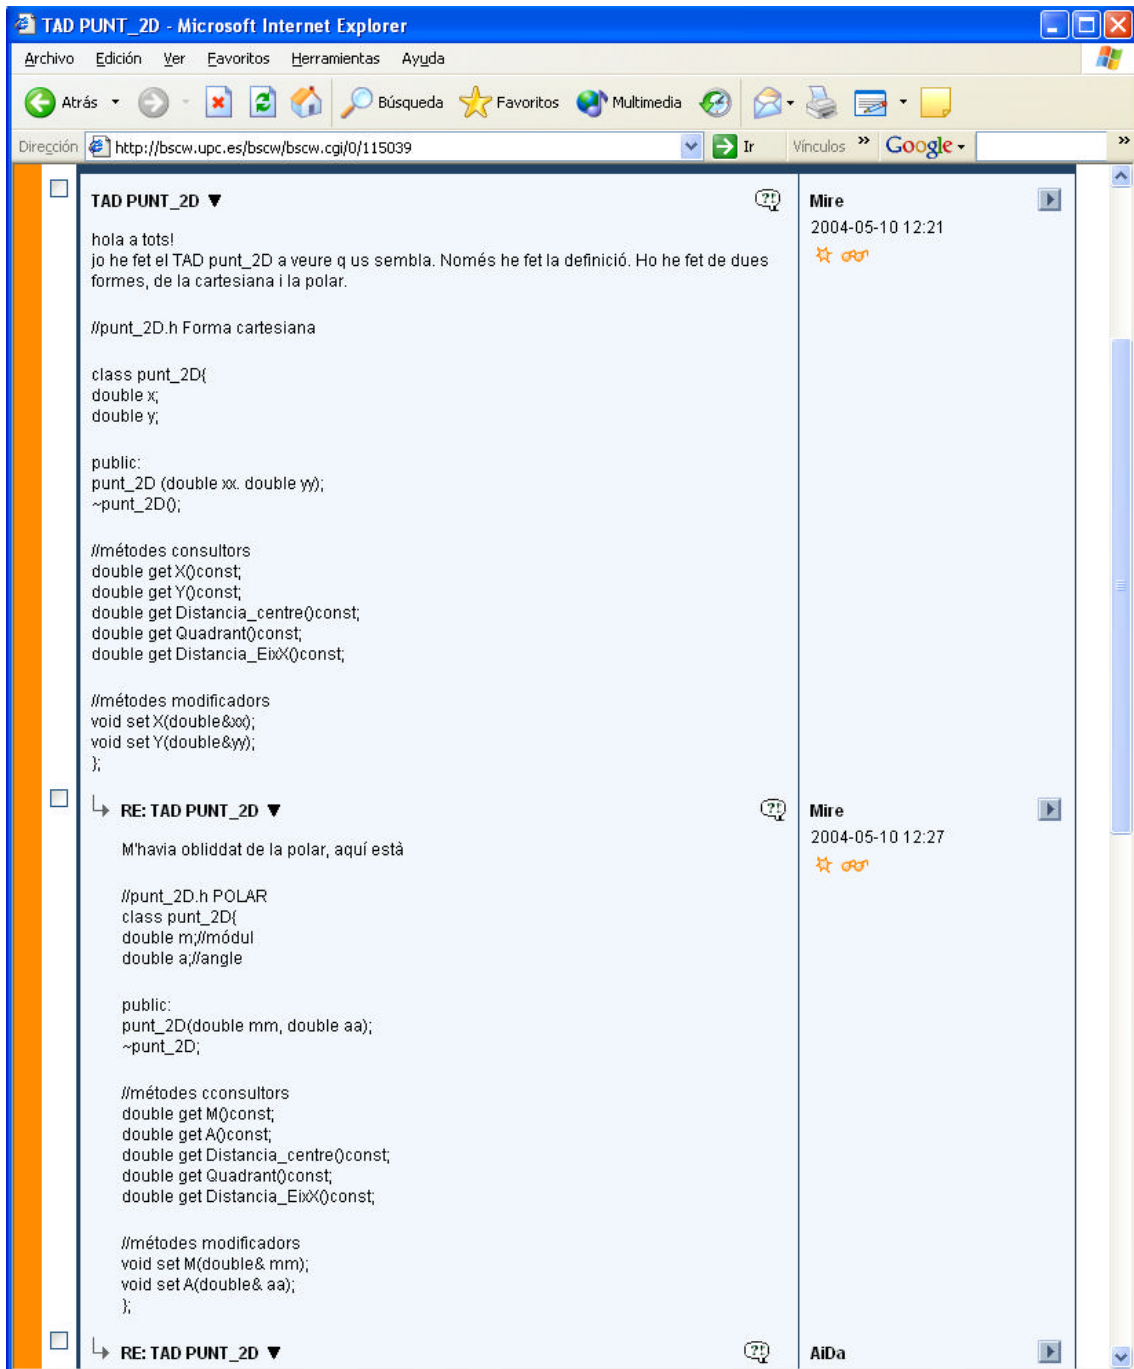 TAD PUNT_2D - Microsoft Internet Explorer
Archivo Edición Ver Favoritos Herramientas Ayuda
Atrás Búsqueda Favoritos Multimedia
Dirección http://bscw.upc.es/bscw/bscw.cgi/0/115039 Ir Vínculos » Google »
TAD PUNT_2D ▼ ?! Mire
2004-05-10 12:21
hola a tots!
jo he fet el TAD punt_2D a veure q us sembla. Només he fet la definició. Ho he fet de dues
formes, de la cartesiana i la polar.
//punt_2D.h Forma cartesiana
class punt_2D{
double x;
double y;
public:
punt_2D (double xx. double yy);
~punt_2D();
//métodes consultors
double get X()const;
double get Y()const;
double get Distancia_centre()const;
double get Quadrant()const;
double get Distancia_EixX()const;
//métodes modificadors
void set X(double&xx);
void set Y(double&yy);
};
RE: TAD PUNT_2D ▼ ?! Mire
2004-05-10 12:27
M'havia obliddat de la polar, aquí està
//punt_2D.h POLAR
class punt_2D{
double m;//módul
double a;//angle
public:
punt_2D(double mm, double aa);
~punt_2D;
//métodes cconsultors
double get M()const;
double get A()const;
double get Distancia_centre()const;
double get Quadrant()const;
double get Distancia_EixX()const;
//métodes modificadors
void set M(double& mm);
void set A(double& aa);
};
RE: TAD PUNT_2D ▼ ?! AiDa